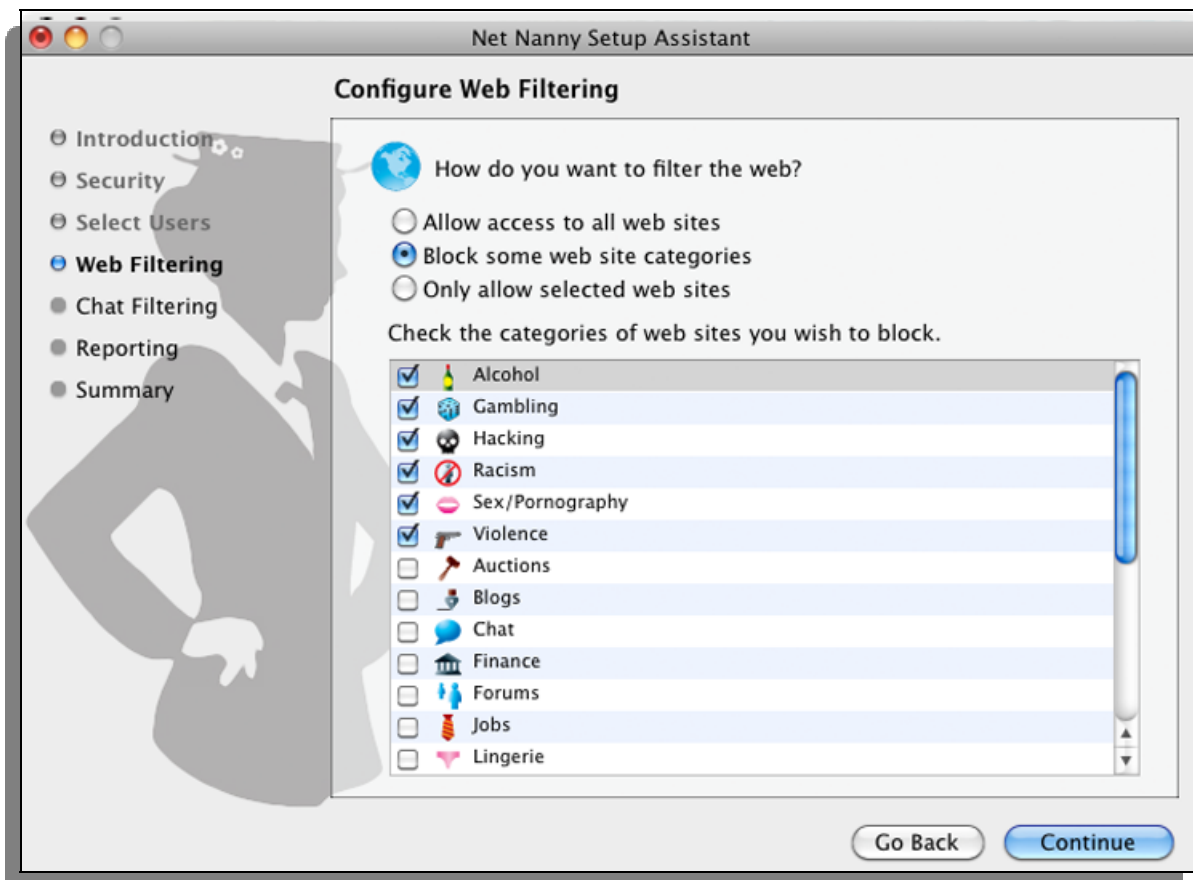 Net Nanny Setup Assistant
Configure Web Filtering
Introduction
Security
Select Users
Web Filtering
Chat Filtering
Reporting
Summary
How do you want to filter the web?
Allow access to all web sites
Block some web site categories
Only allow selected web sites
Check the categories of web sites you wish to block.
Alcohol
Gambling
Hacking
Racism
Sex/Pornography
Violence
Auctions
Blogs
Chat
Finance
Forums
Jobs
Lingerie
Go Back
Continue